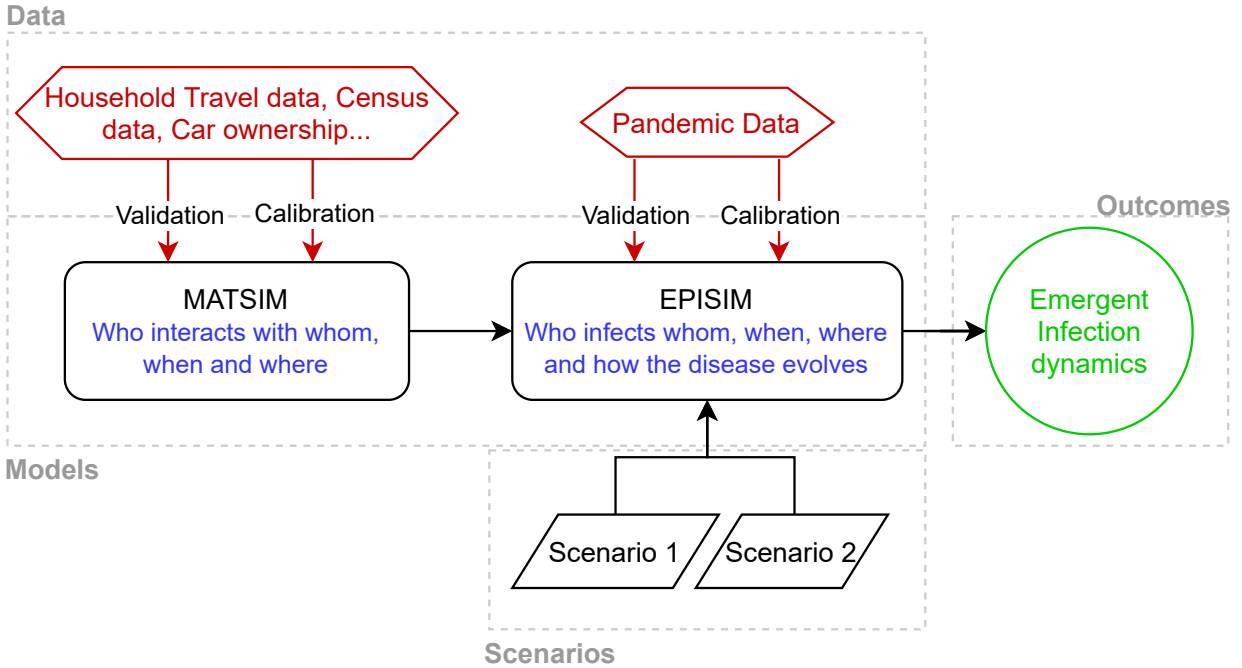 Data
Household Travel data, Census
data, Car ownership...
Pandemic Data
Validation
Calibration
Validation
Calibration
Outcomes
MATSIM
Who interacts with whom,
when and where
EPISIM
Who infects whom, when, where
and how the disease evolves
Emergent
Infection
dynamics
Models
Scenario 1
Scenario 2
Scenarios